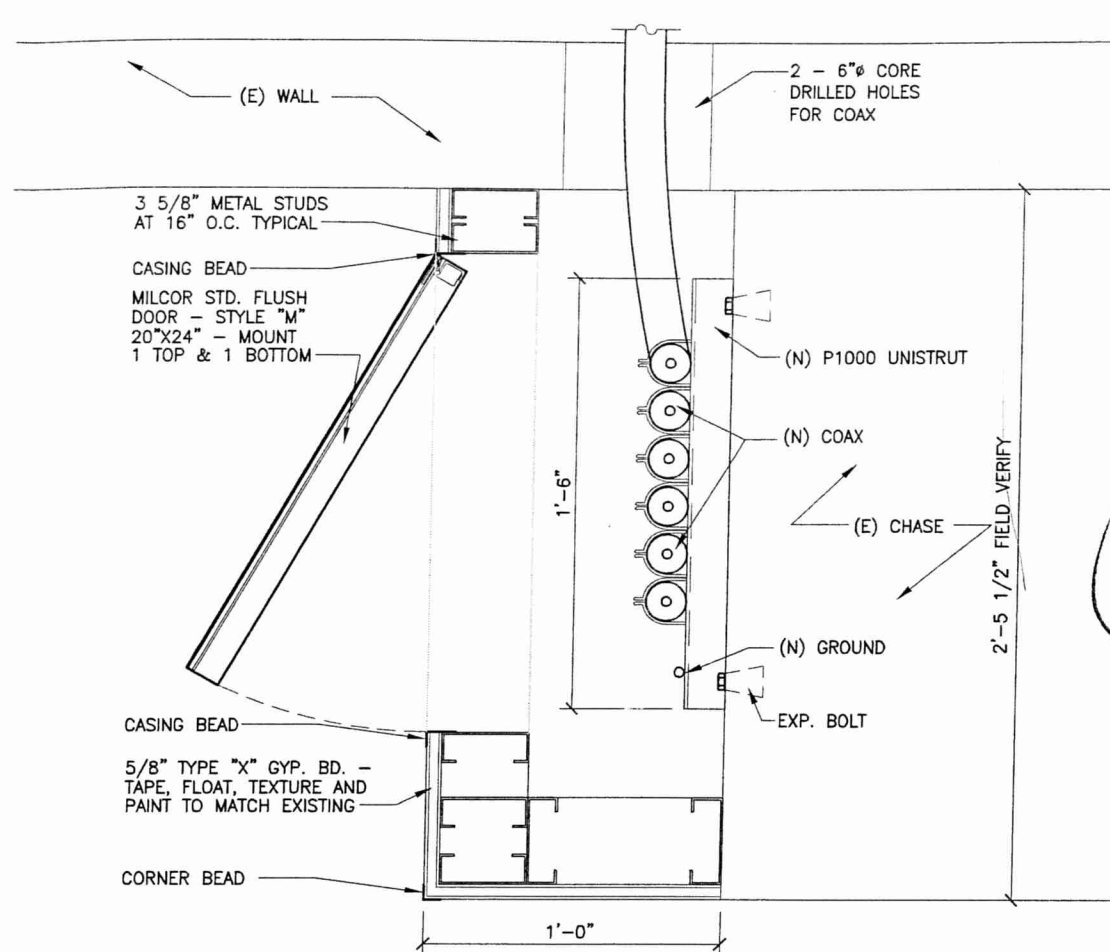 (E) WALL
2 - 6"ø CORE
DRILLED HOLES
FOR COAX
3 5/8" METAL STUDS
AT 16" O.C. TYPICAL
CASING BEAD
MILCOR STD. FLUSH
DOOR - STYLE "M"
20"X24" - MOUNT
1 TOP & 1 BOTTOM
(N) P1000 UNISTRUT
(N) COAX
1'-6"
(E) CHASE
2'-5 1/2" FIELD VERIFY
(N) GROUND
EXP. BOLT
CASING BEAD
5/8" TYPE "X" GYP. BD. -
TAPE, FLOAT, TEXTURE AND
PAINT TO MATCH EXISTING
CORNER BEAD
1'-0"